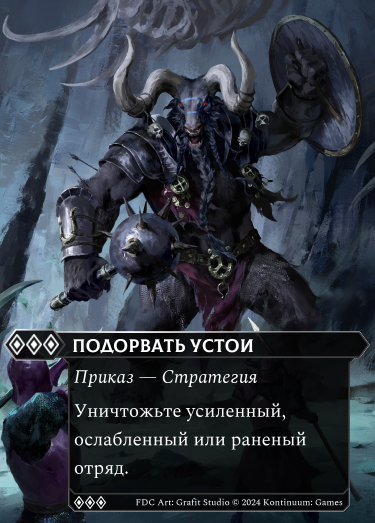 ПОДОРВАТЬ УСТОИ
Приказ — Стратегия
Уничтожьте усиленный,
ослабленный или раненый
отряд.
FDC Art: Grafit Studio © 2024 Kontinuum: Games